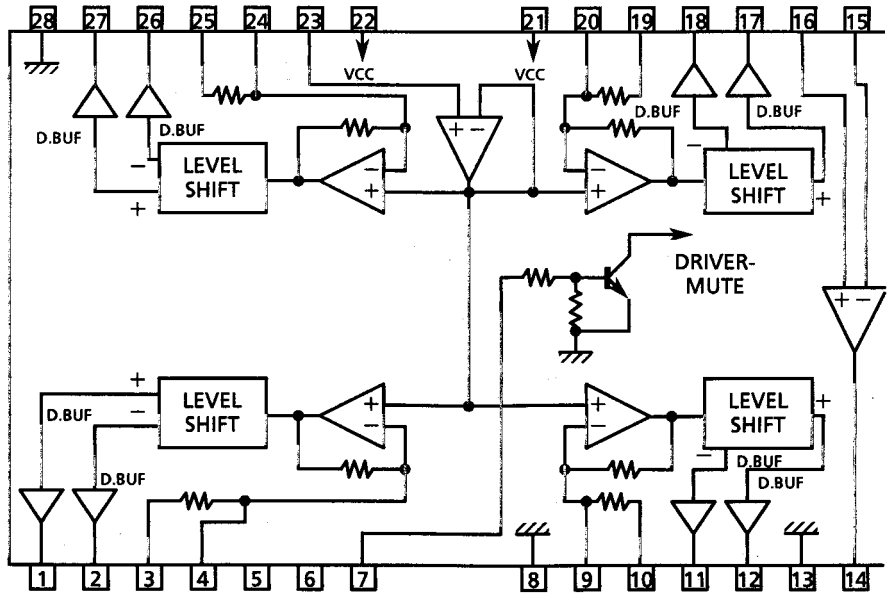 28 27 26 25 24 23 22 21 20 19 18 17 16 15
VCC VCC
D.BUF D.BUF D.BUF D.BUF
+ −
− LEVEL SHIFT − + − + − LEVEL SHIFT +
+
DRIVER-
MUTE
+ −
+ LEVEL SHIFT + − + − LEVEL SHIFT +
−
D.BUF − D.BUF
D.BUF D.BUF
1 2 3 4 5 6 7 8 9 10 11 12 13 14